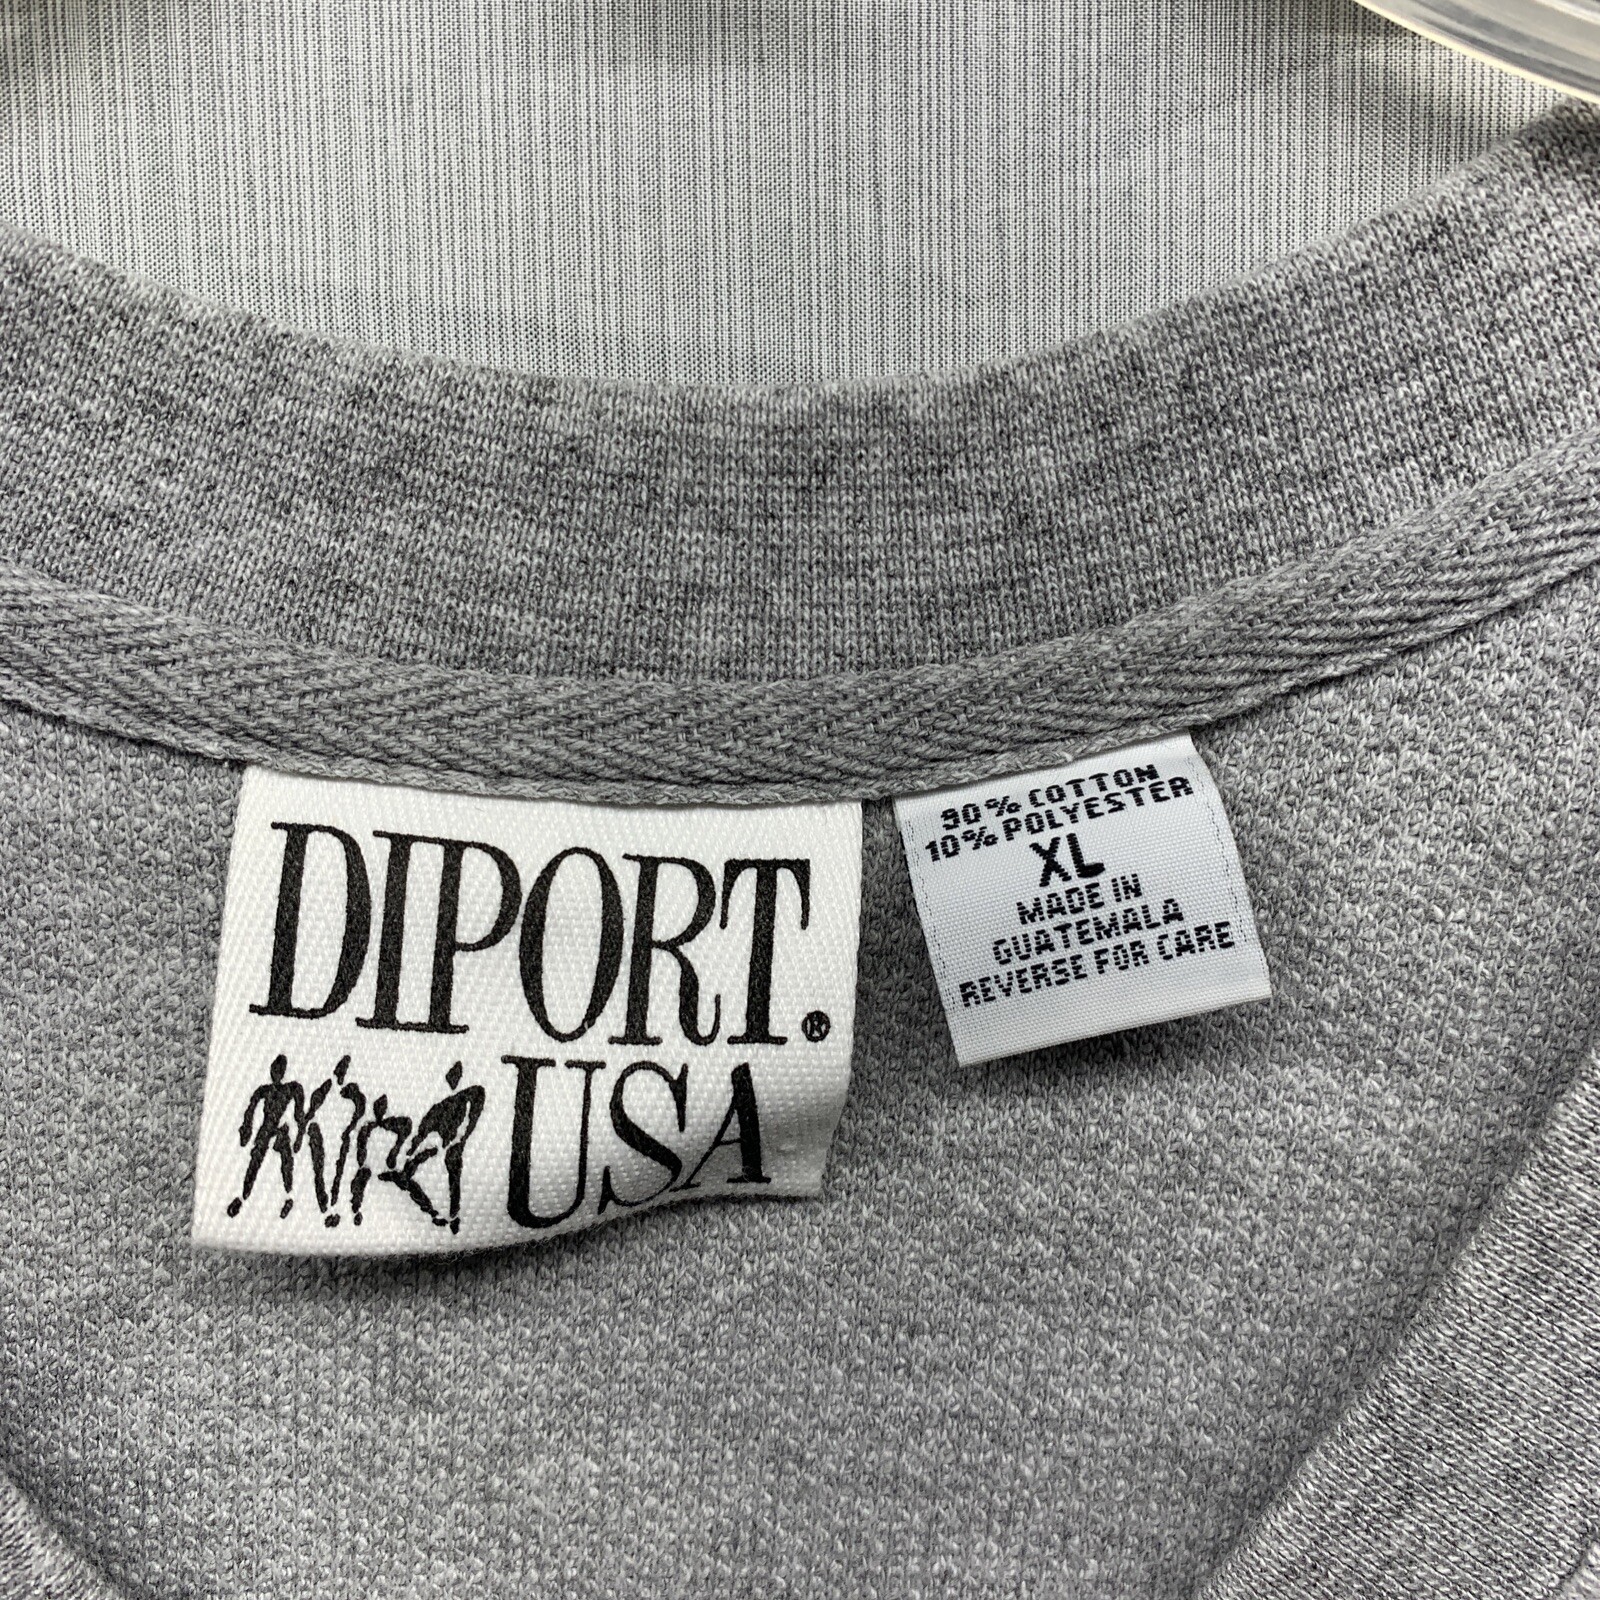 DIPORT.®
USA
90% COTTON
10% POLYESTER
XL
MADE IN
GUATEMALA
REVERSE FOR CARE